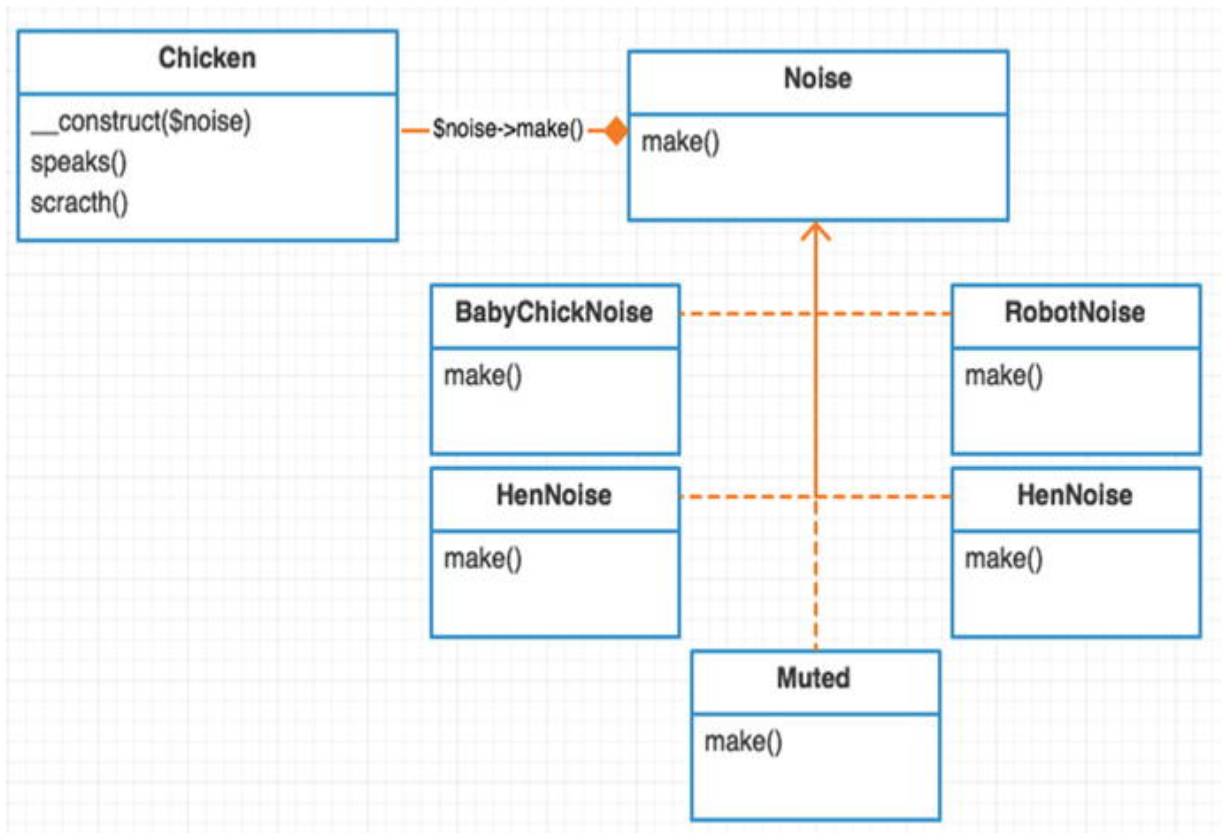 Chicken
__construct($noise)
speaks()
scracth()
$noise->make()
Noise
make()
BabyChickNoise
make()
RobotNoise
make()
HenNoise
make()
HenNoise
make()
Muted
make()